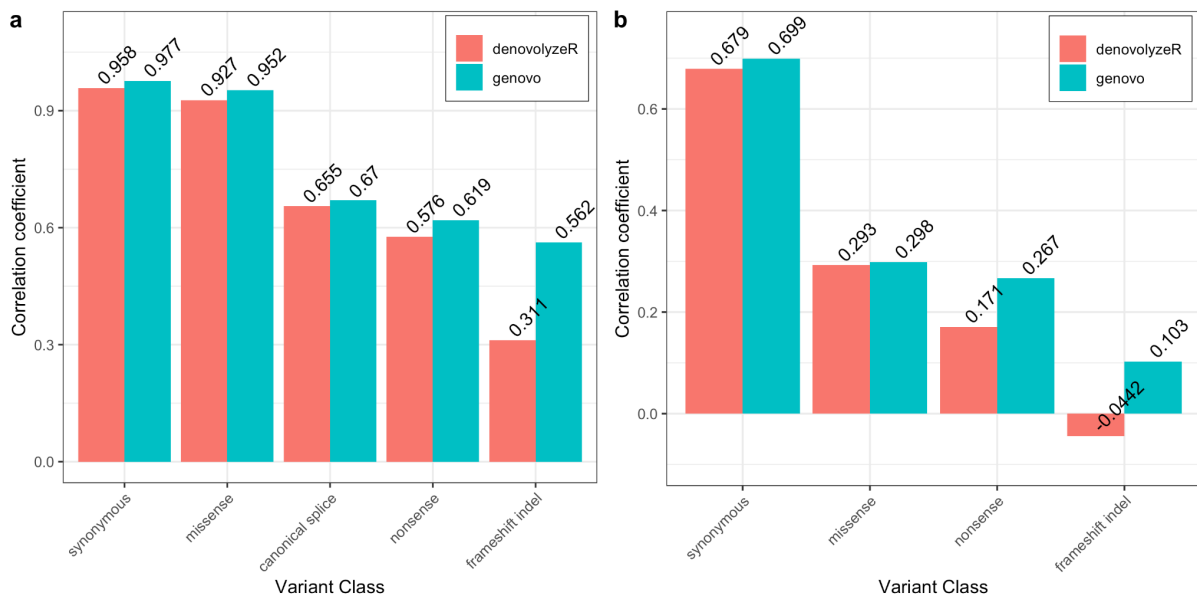 a
denovolyzeR
genovo
0.958
0.977
0.927
0.952
0.655
0.67
0.576
0.619
0.311
0.562
Correlation coefficient
0.9
0.6
0.3
0.0
synonymous
missense
canonical splice
nonsense
frameshift indel
Variant Class
b
denovolyzeR
genovo
0.679
0.699
0.293
0.298
0.171
0.267
-0.0442
0.103
Correlation coefficient
0.6
0.4
0.2
0.0
synonymous
missense
nonsense
frameshift indel
Variant Class